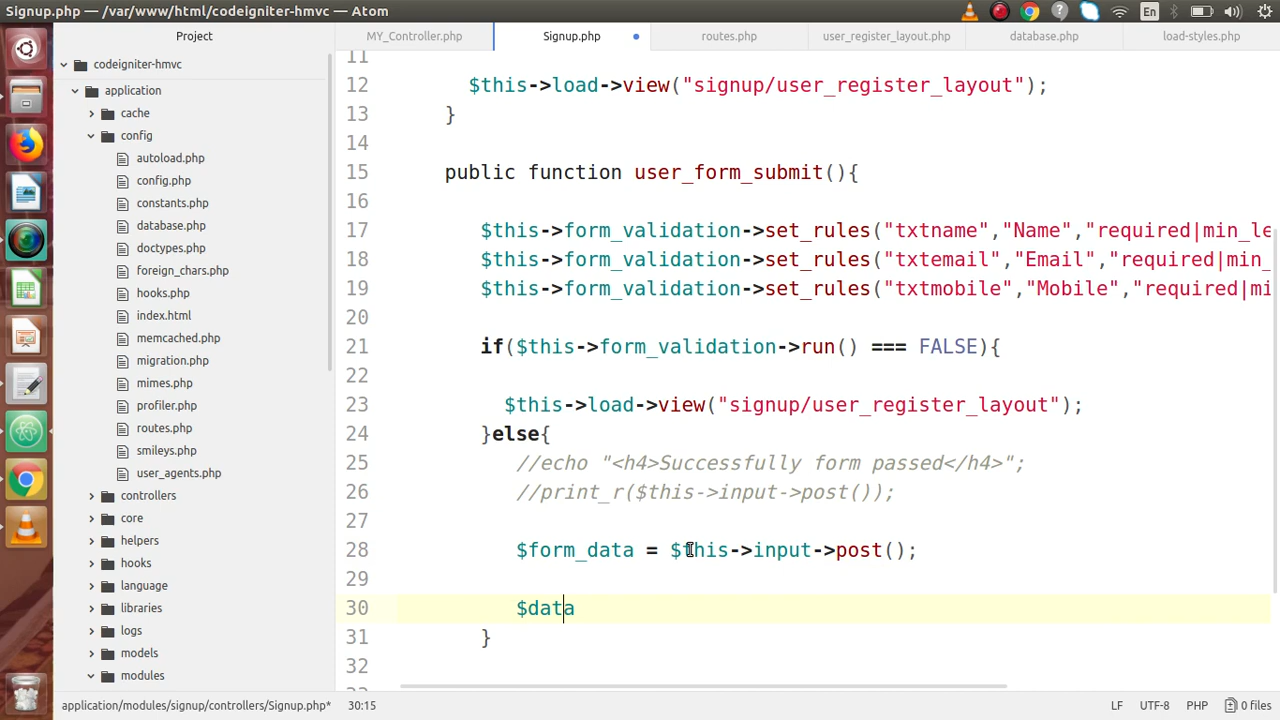 Signup.php — /var/www/html/codeigniter-hmvc — Atom
En
Project
MY_Controller.php
Signup.php
routes.php
user_register_layout.php
database.php
load-styles.php
codeigniter-hmvc
application
cache
config
autoload.php
config.php
constants.php
database.php
doctypes.php
foreign_chars.php
hooks.php
index.html
memcached.php
migration.php
mimes.php
profiler.php
routes.php
smileys.php
user_agents.php
controllers
core
helpers
hooks
language
libraries
logs
models
modules
11
12 $this->load->view("signup/user_register_layout");
13 }
14
15 public function user_form_submit(){
16
17 $this->form_validation->set_rules("txtname","Name","required|min_le
18 $this->form_validation->set_rules("txtemail","Email","required|min_
19 $this->form_validation->set_rules("txtmobile","Mobile","required|mi
20
21 if($this->form_validation->run() === FALSE){
22
23 $this->load->view("signup/user_register_layout");
24 }else{
25 //echo "<h4>Successfully form passed</h4>";
26 //print_r($this->input->post());
27
28 $form_data = $this->input->post();
29
30 $data
31 }
32
application/modules/signup/controllers/Signup.php* 30:15
LF UTF-8 PHP 0 files